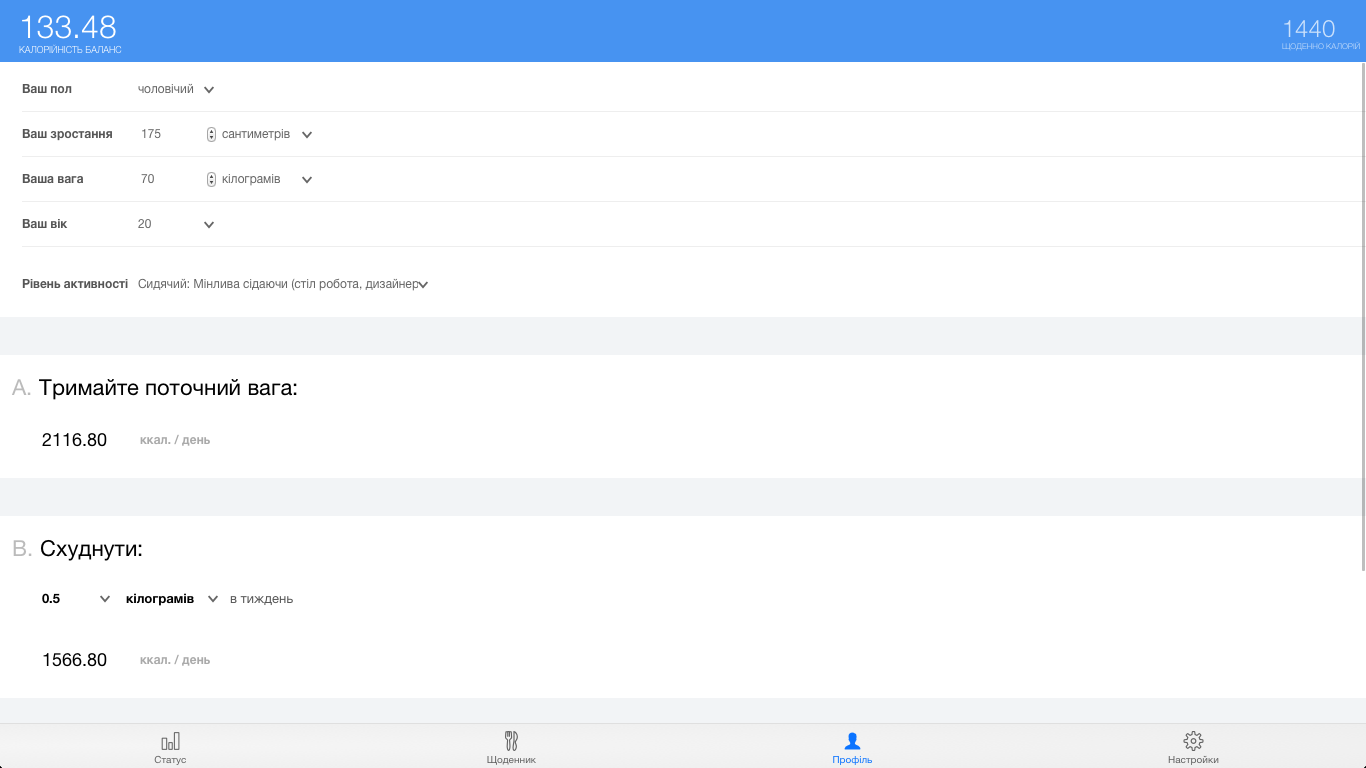 133.48
КАЛОРІЙНІСТЬ БАЛАНС
1440
ЩОДЕННО КАЛОРІЙ
Ваш пол чоловічий
Ваш зростання 175 сантиметрів
Ваша вага 70 кілограмів
Ваш вік 20
Рівень активності Сидячий: Мінлива сідаючи (стіл робота, дизайнер
A. Тримайте поточний вага:
2116.80 ккал. / день
B. Схуднути:
0.5 кілограмів в тиждень
1566.80 ккал. / день
Статус Щоденник Профіль Настройки